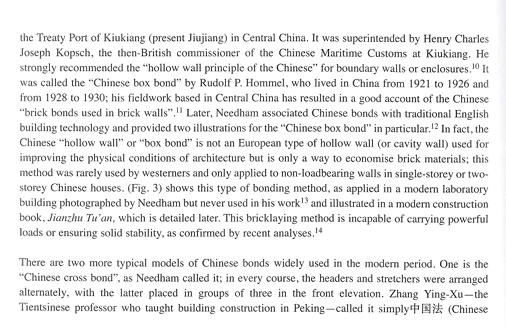 the Treaty Port of Kiukiang (present Jiujiang) in Central China. It was superintended by Henry Charles
Joseph Kopsch, the then-British commissioner of the Chinese Maritime Customs at Kiukiang. He
strongly recommended the “hollow wall principle of the Chinese” for boundary walls or enclosures.10 It
was called the “Chinese box bond” by Rudolf P. Hommel, who lived in China from 1921 to 1926 and
from 1928 to 1930; his fieldwork based in Central China has resulted in a good account of the Chinese
“brick bonds used in brick walls”.11 Later, Needham associated Chinese bonds with traditional English
building technology and provided two illustrations for the “Chinese box bond” in particular.12 In fact, the
Chinese “hollow wall” or “box bond” is not an European type of hollow wall (or cavity wall) used for
improving the physical conditions of architecture but is only a way to economise brick materials; this
method was rarely used by westerners and only applied to non-loadbearing walls in single-storey or two-
storey Chinese houses. (Fig. 3) shows this type of bonding method, as applied in a modern laboratory
building photographed by Needham but never used in his work13 and illustrated in a modern construction
book, Jianzhu Tu'an, which is detailed later. This bricklaying method is incapable of carrying powerful
loads or ensuring solid stability, as confirmed by recent analyses.14
There are two more typical models of Chinese bonds widely used in the modern period. One is the
“Chinese cross bond”, as Needham called it; in every course, the headers and stretchers were arranged
alternately, with the latter placed in groups of three in the front elevation. Zhang Ying-Xu—the
Tientsinese professor who taught building construction in Peking—called it simply中国法 (Chinese